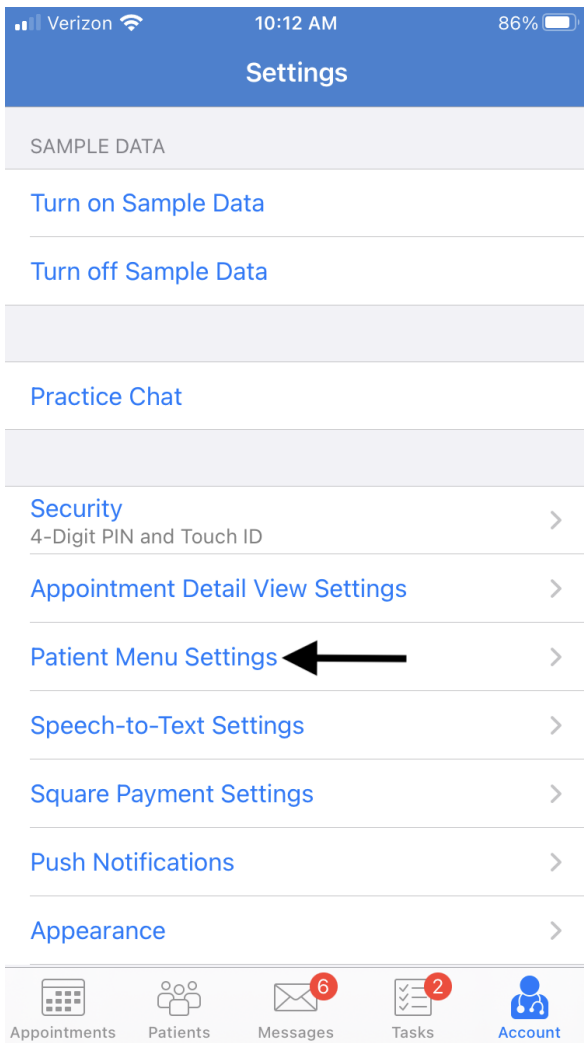 Verizon 10:12 AM 86%
Settings
SAMPLE DATA
Turn on Sample Data
Turn off Sample Data
Practice Chat
Security
4-Digit PIN and Touch ID
Appointment Detail View Settings
Patient Menu Settings
Speech-to-Text Settings
Square Payment Settings
Push Notifications
Appearance
6 2
Appointments Patients Messages Tasks Account